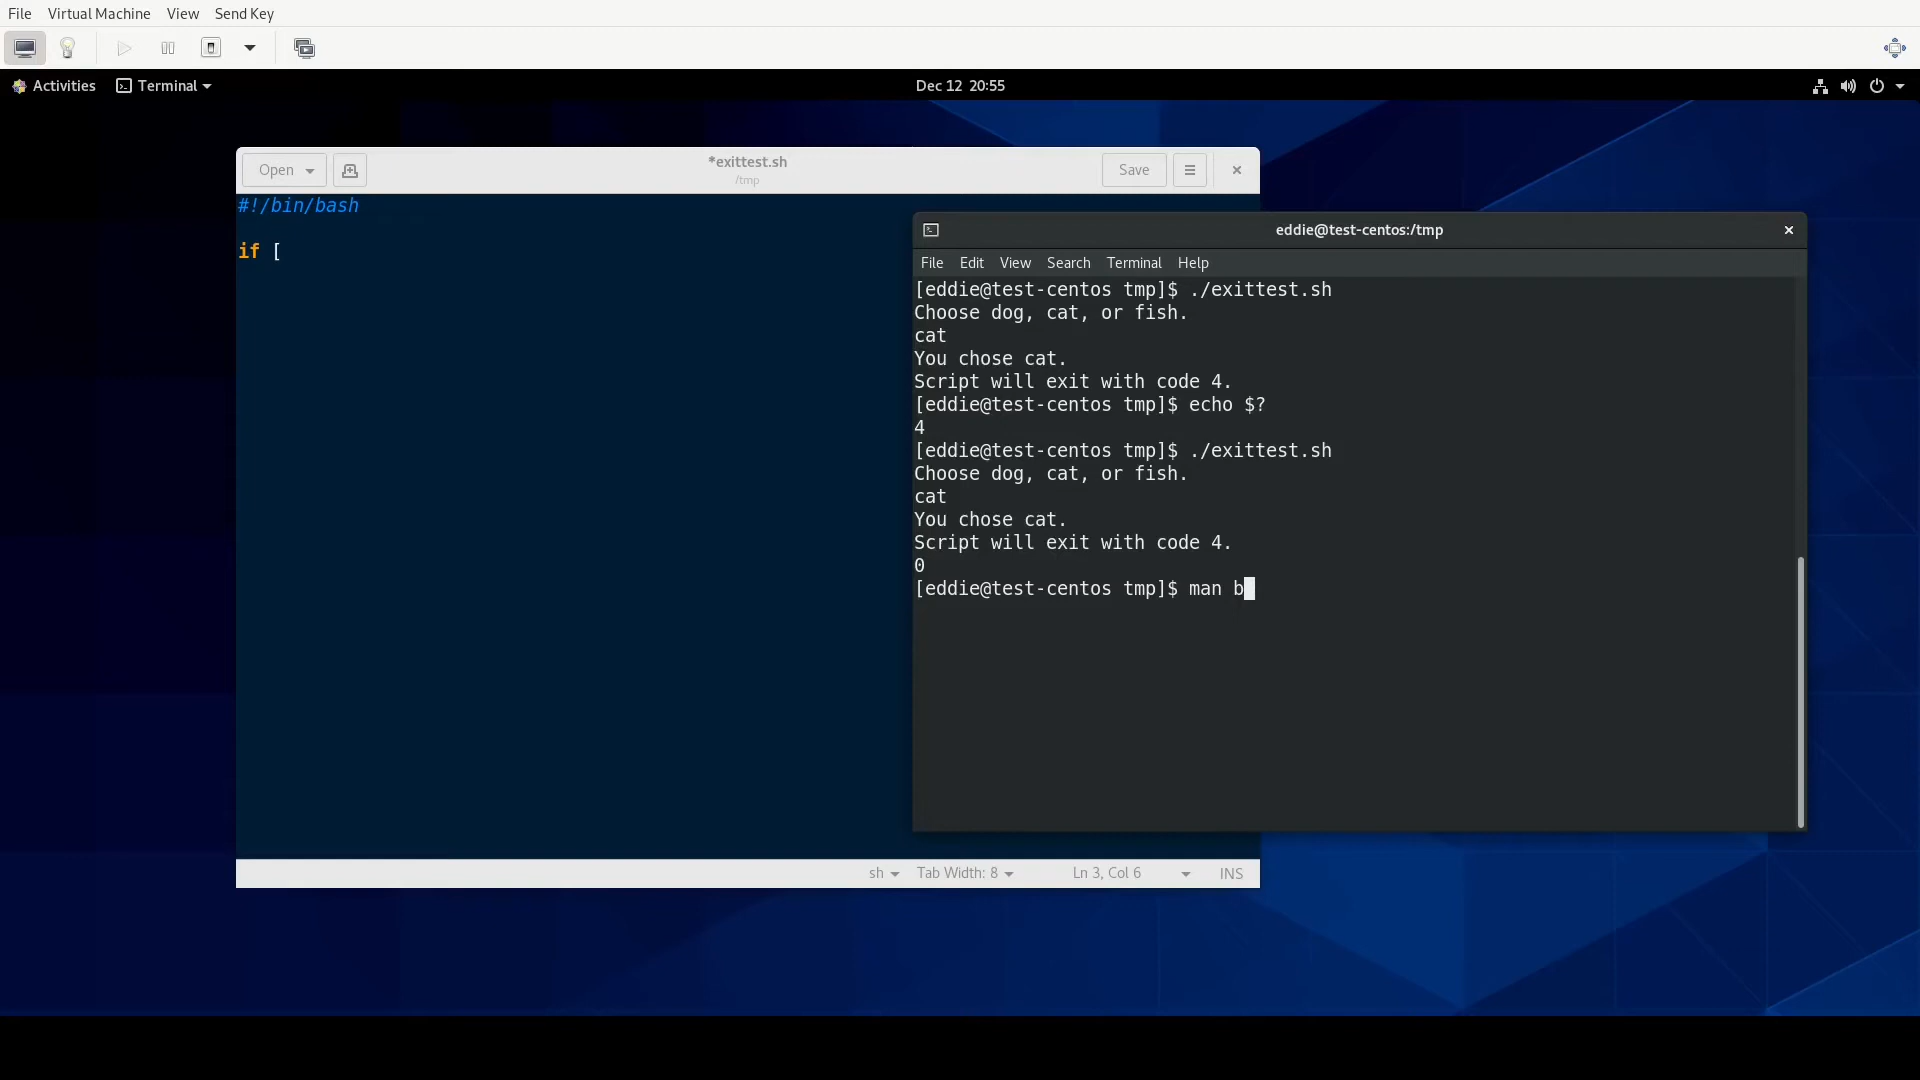 File Virtual Machine View Send Key
Activities Terminal Dec 12 20:55
Open *exittest.sh Save
/tmp
#!/bin/bash
if [
sh Tab Width: 8 Ln 3, Col 6 INS
eddie@test-centos:/tmp
File Edit View Search Terminal Help
[eddie@test-centos tmp]$ ./exittest.sh
Choose dog, cat, or fish.
cat
You chose cat.
Script will exit with code 4.
[eddie@test-centos tmp]$ echo $?
4
[eddie@test-centos tmp]$ ./exittest.sh
Choose dog, cat, or fish.
cat
You chose cat.
Script will exit with code 4.
0
[eddie@test-centos tmp]$ man b